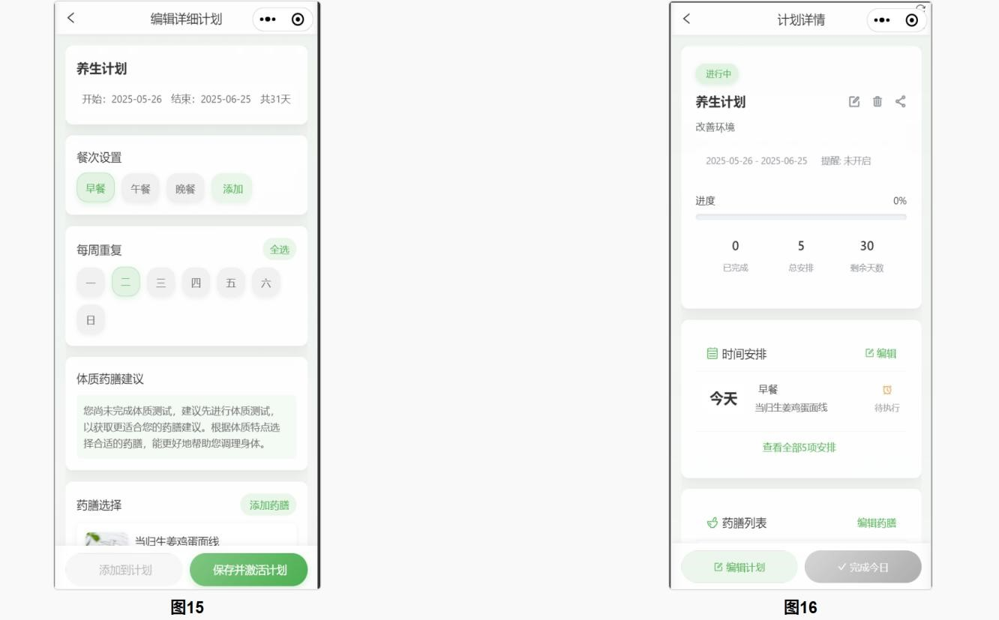 编辑详细计划
养生计划
开始: 2025-05-26 结束: 2025-06-25 共31天
餐次设置
早餐 午餐 晚餐 添加
每周重复 全选
一 二 三 四 五 六
日
体质药膳建议
您尚未完成体质测试，建议先进行体质测试，
以获取更适合您的药膳建议。根据体质特点选
择合适的药膳，能更好地帮助您调理身体。
药膳选择 添加药膳
当归生姜鸡蛋面线
添加到计划 保存并激活计划
图15
计划详情
进行中
养生计划
改善环境
2025-05-26 - 2025-06-25 提醒: 未开启
进度 0%
0 5 30
已完成 总安排 剩余天数
时间安排 编辑
今天 早餐
当归生姜鸡蛋面线 待执行
查看全部5项安排
药膳列表 编辑药膳
编辑计划 ✓ 完成今日
图16